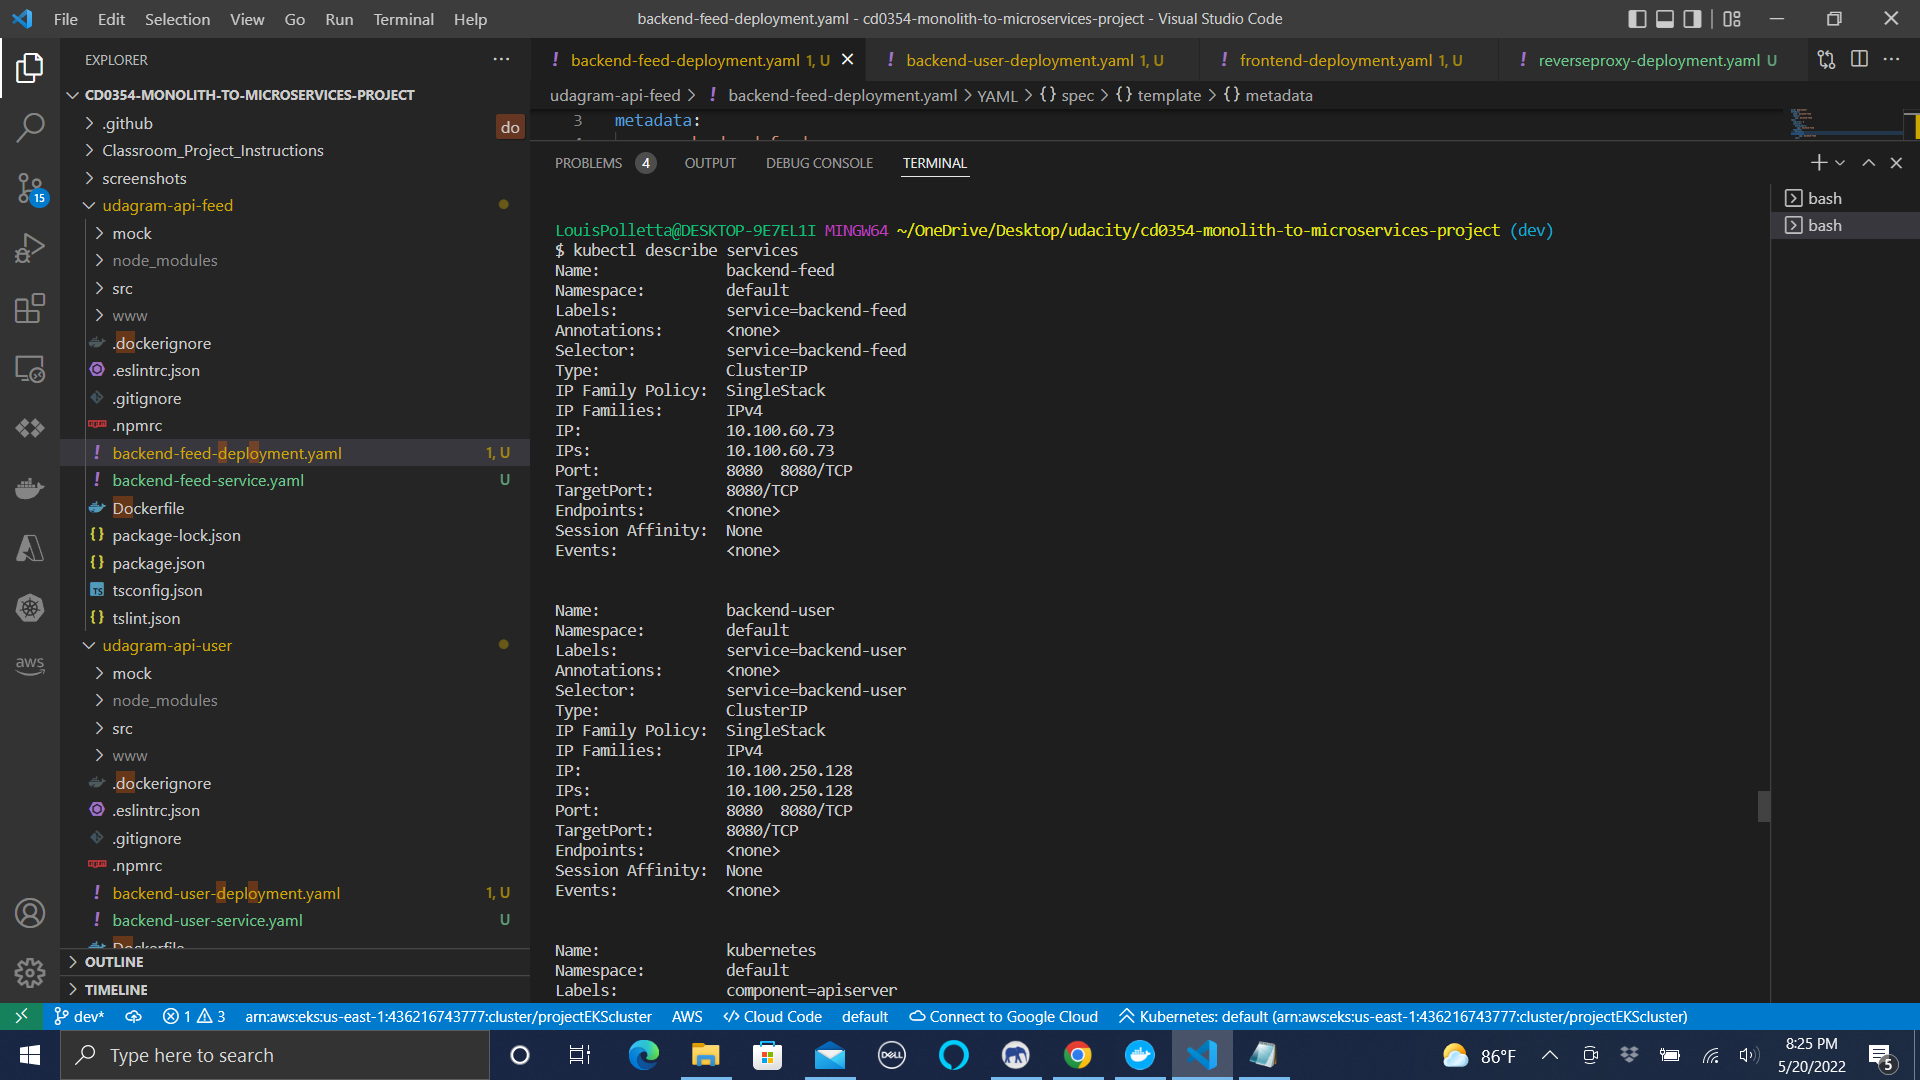 File Edit Selection View Go Run Terminal Help
backend-feed-deployment.yaml - cd0354-monolith-to-microservices-project - Visual Studio Code
EXPLORER
CD0354-MONOLITH-TO-MICROSERVICES-PROJECT
.github
do
Classroom_Project_Instructions
screenshots
udagram-api-feed
mock
node_modules
src
www
.dockerignore
.eslintrc.json
.gitignore
.npmrc
backend-feed-deployment.yaml 1, U
backend-feed-service.yaml U
Dockerfile
package-lock.json
package.json
tsconfig.json
tslint.json
udagram-api-user
mock
node_modules
src
www
.dockerignore
.eslintrc.json
.gitignore
.npmrc
backend-user-deployment.yaml 1, U
backend-user-service.yaml U
Dockerfile
OUTLINE
TIMELINE
15
aws
backend-feed-deployment.yaml 1, U
backend-user-deployment.yaml 1, U
frontend-deployment.yaml 1, U
reverseproxy-deployment.yaml U
udagram-api-feed > ! backend-feed-deployment.yaml > YAML > {} spec > {} template > {} metadata
3 metadata:
PROBLEMS 4 OUTPUT DEBUG CONSOLE TERMINAL
bash
bash
LouisPolletta@DESKTOP-9E7EL1I MINGW64 ~/OneDrive/Desktop/udacity/cd0354-monolith-to-microservices-project (dev)
$ kubectl describe services
Name: backend-feed
Namespace: default
Labels: service=backend-feed
Annotations: <none>
Selector: service=backend-feed
Type: ClusterIP
IP Family Policy: SingleStack
IP Families: IPv4
IP: 10.100.60.73
IPs: 10.100.60.73
Port: 8080 8080/TCP
TargetPort: 8080/TCP
Endpoints: <none>
Session Affinity: None
Events: <none>
Name: backend-user
Namespace: default
Labels: service=backend-user
Annotations: <none>
Selector: service=backend-user
Type: ClusterIP
IP Family Policy: SingleStack
IP Families: IPv4
IP: 10.100.250.128
IPs: 10.100.250.128
Port: 8080 8080/TCP
TargetPort: 8080/TCP
Endpoints: <none>
Session Affinity: None
Events: <none>
Name: kubernetes
Namespace: default
Labels: component=apiserver
dev* 1 3 arn:aws:eks:us-east-1:436216743777:cluster/projectEKScluster AWS Cloud Code default Connect to Google Cloud Kubernetes: default (arn:aws:eks:us-east-1:436216743777:cluster/projectEKScluster)
Type here to search
DELL
86°F
8:25 PM
5/20/2022
5